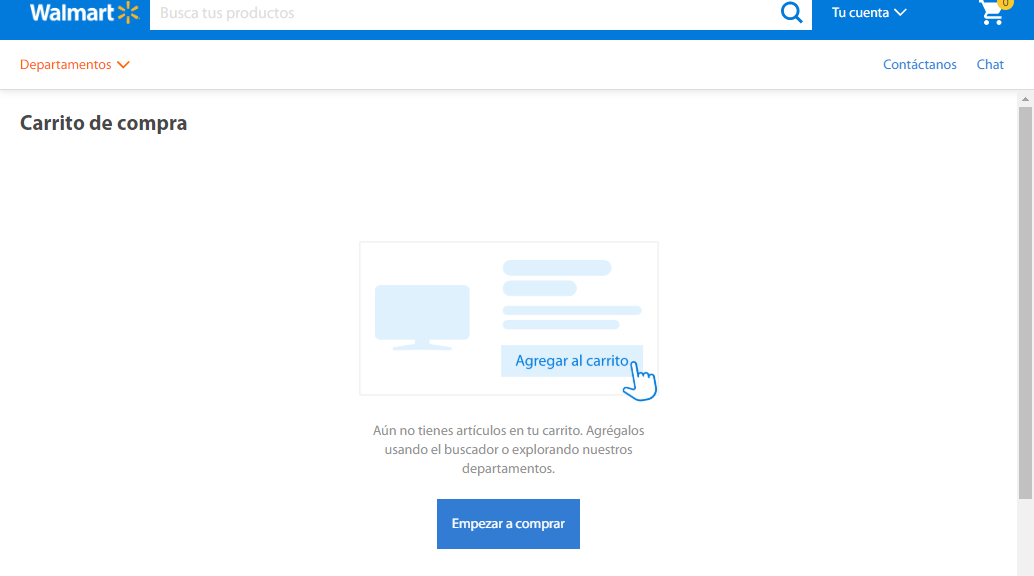 Walmart
Busca tus productos
Tu cuenta
0
Departamentos
Contáctanos
Chat
Carrito de compra
Agregar al carrito
Aún no tienes artículos en tu carrito. Agrégalos
usando el buscador o explorando nuestros
departamentos.
Empezar a comprar